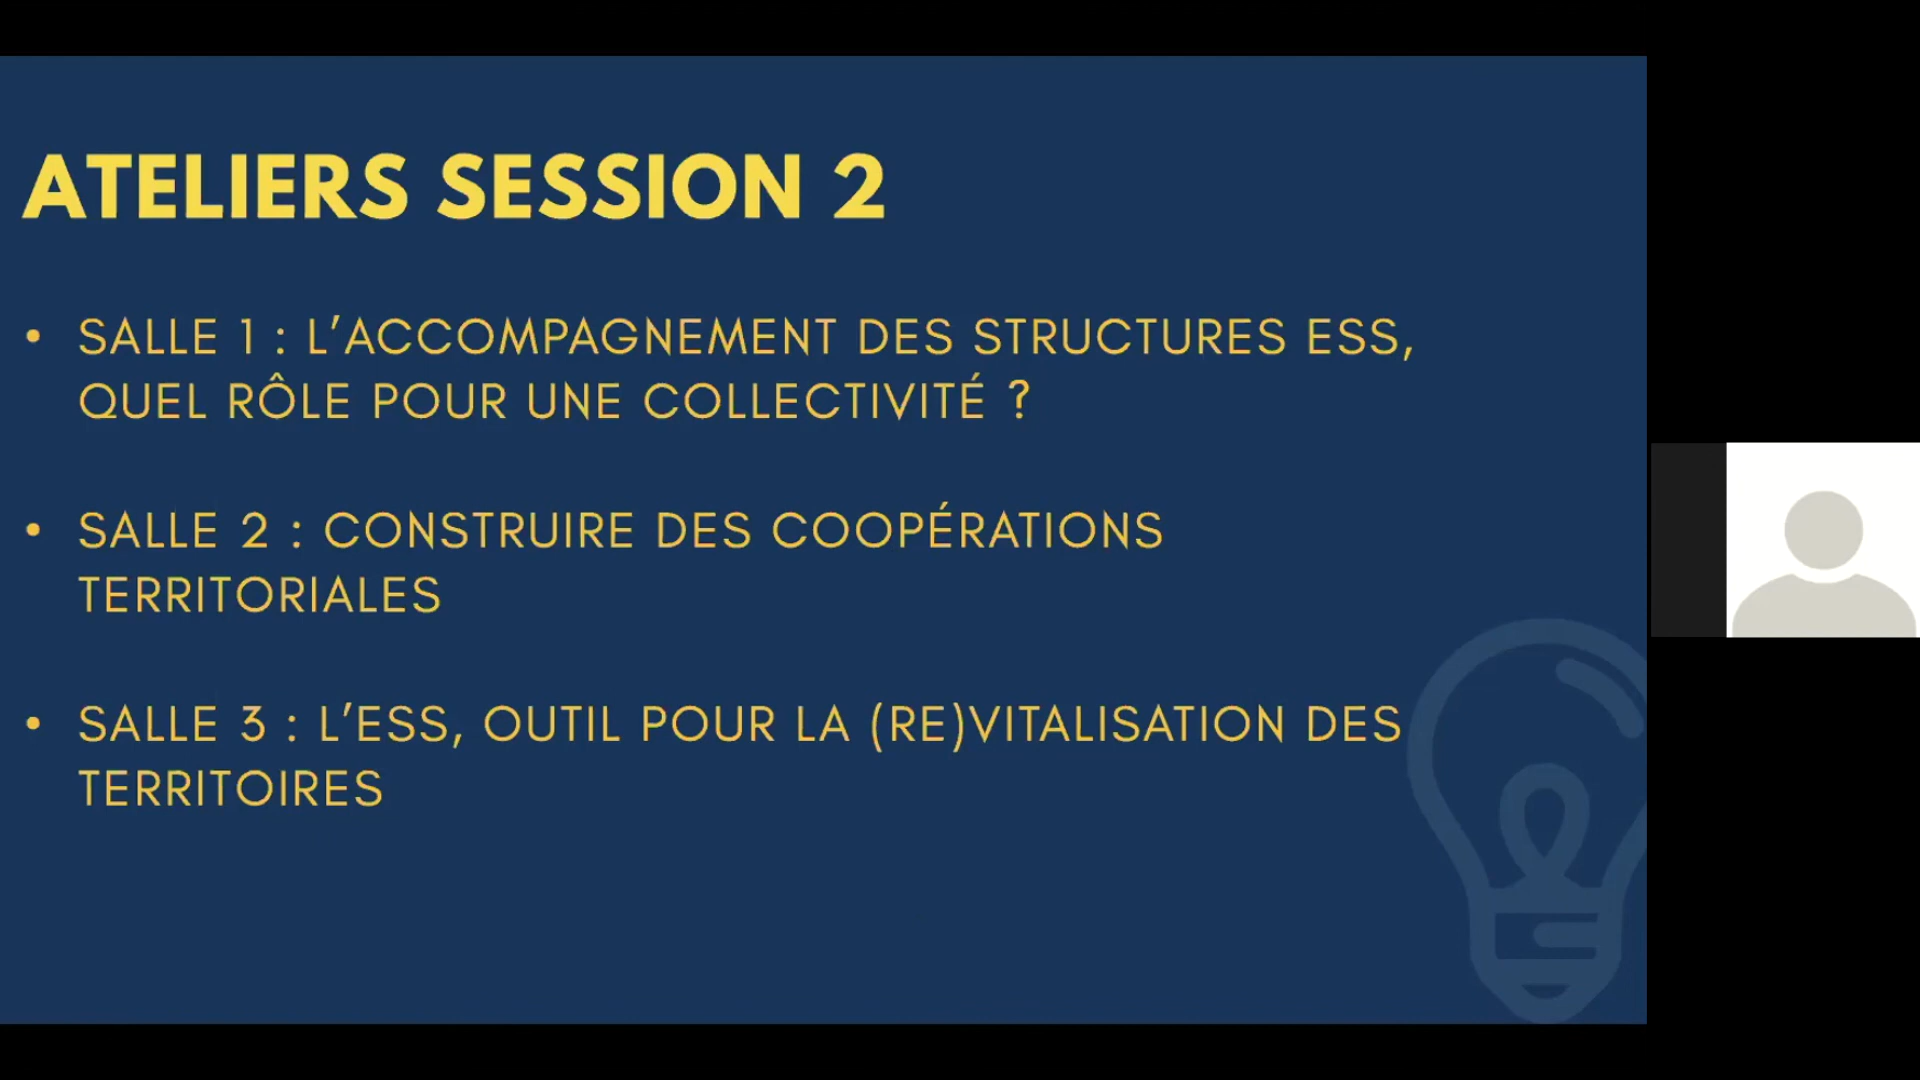 ATELIERS SESSION 2
• SALLE 1 : L’ACCOMPAGNEMENT DES STRUCTURES ESS,
QUEL RÔLE POUR UNE COLLECTIVITÉ ?
• SALLE 2 : CONSTRUIRE DES COOPÉRATIONS
TERRITORIALES
• SALLE 3 : L’ESS, OUTIL POUR LA (RE)VITALISATION DES
TERRITOIRES